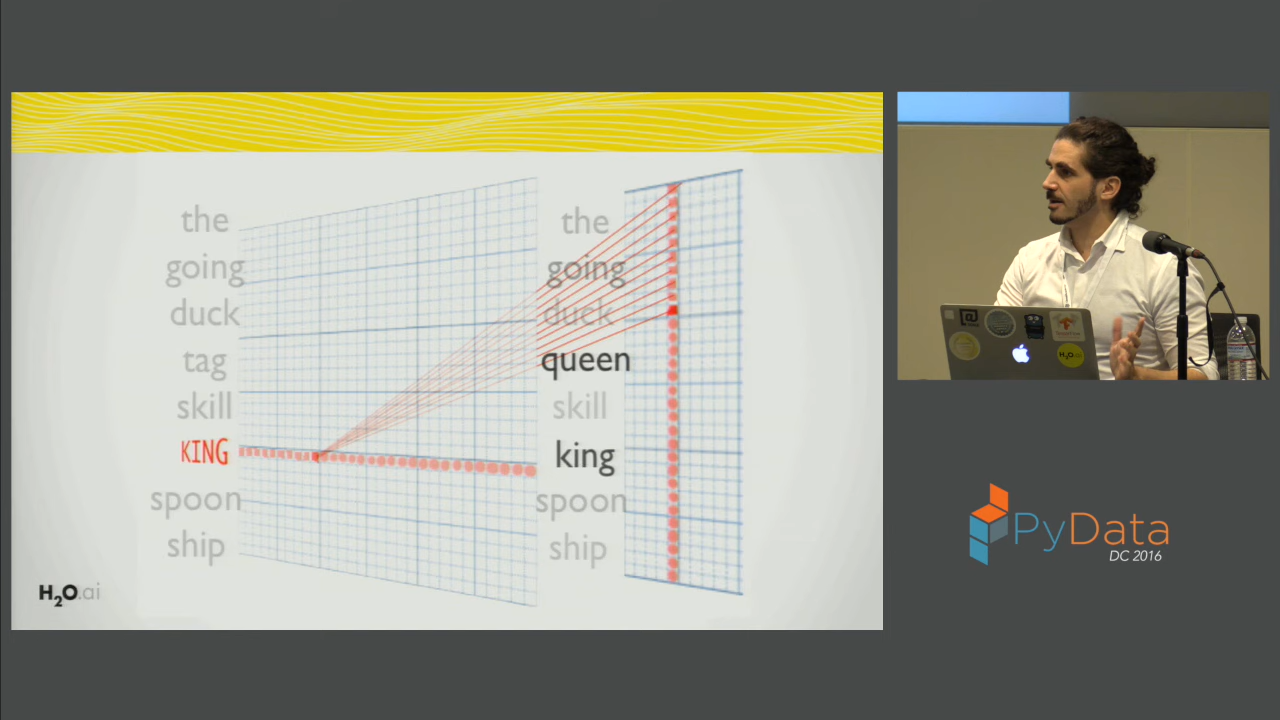 the
going
duck
tag
skill
KING
spoon
ship
the
going
duck
queen
skill
king
spoon
ship
H2O.ai
PyData
DC 2016